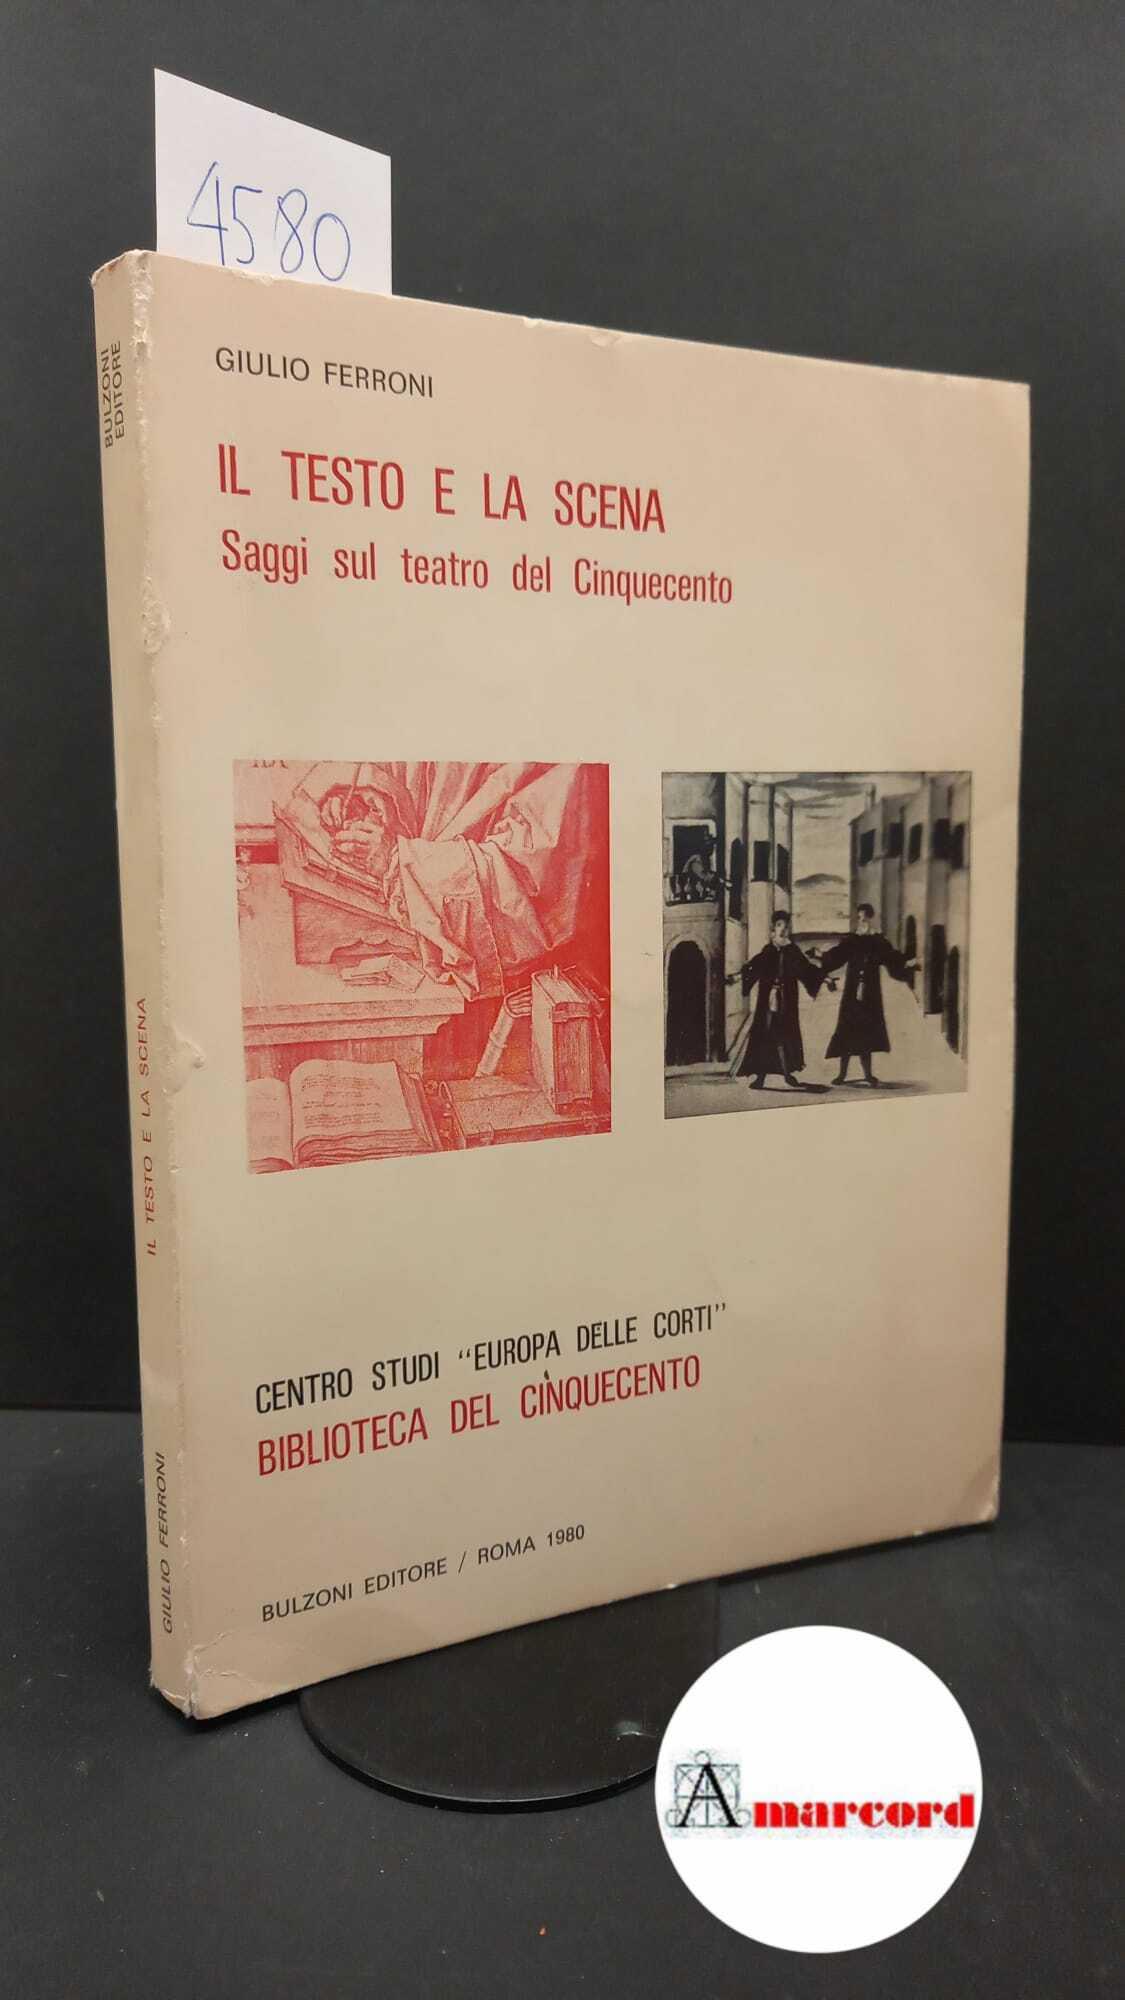 4580
GIULIO FERRONI
IL TESTO E LA SCENA
Saggi sul teatro del Cinquecento
CENTRO STUDI “EUROPA DELLE CORTI”
BIBLIOTECA DEL CINQUECENTO
BULZONI EDITORE / ROMA 1980
BULZONI
EDITORE
IL TESTO E LA SCENA
GIULIO FERRONI
Amarcord